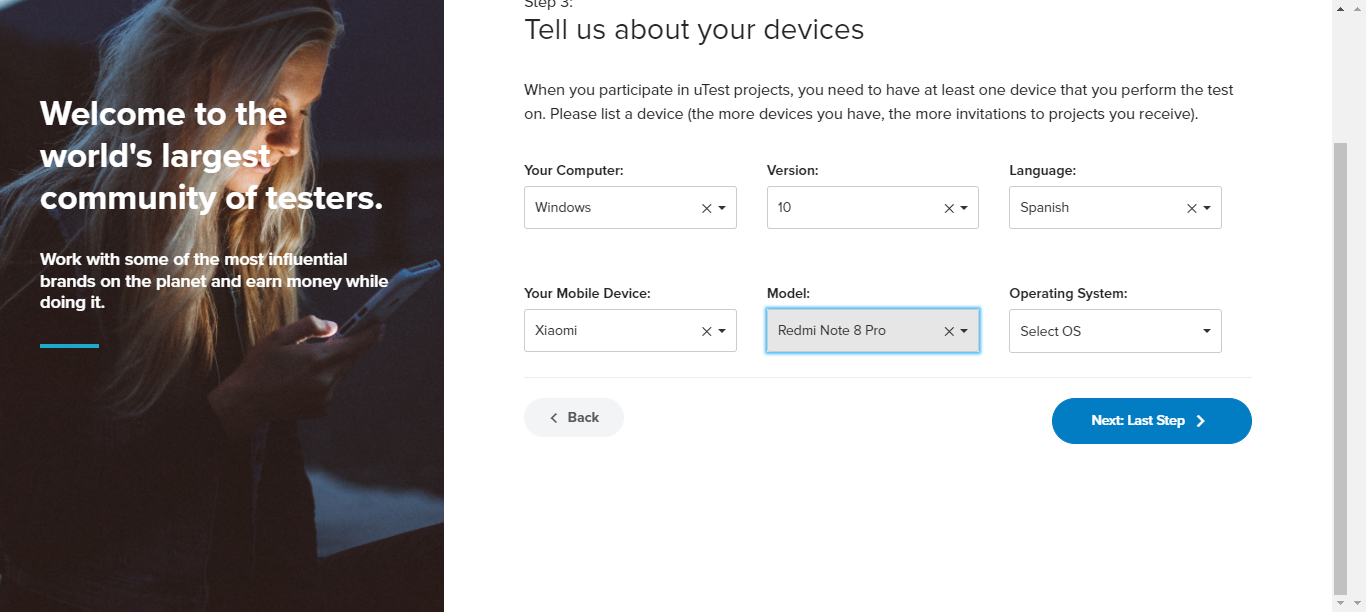 Step 3:
Tell us about your devices
Welcome to the
world's largest
community of testers.
Work with some of the most influential
brands on the planet and earn money while
doing it.
When you participate in uTest projects, you need to have at least one device that you perform the test
on. Please list a device (the more devices you have, the more invitations to projects you receive).
Your Computer:
Version:
Language:
Windows
10
Spanish
Your Mobile Device:
Model:
Operating System:
Xiaomi
Redmi Note 8 Pro
Select OS
Back
Next: Last Step